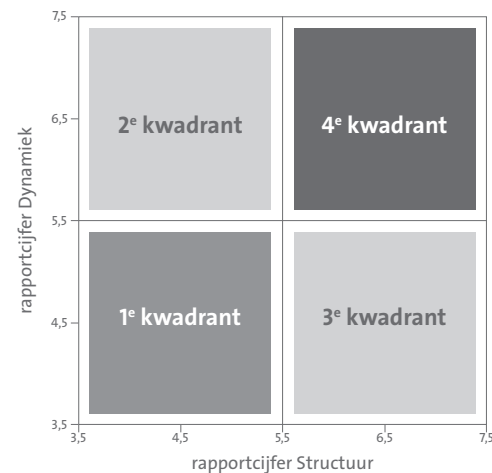 7,5
2e kwadrant
4e kwadrant
6,5
rapportcijfer Dynamiek
5,5
1e kwadrant
3e kwadrant
4,5
3,5
3,5
4,5
5,5
6,5
7,5
rapportcijfer Structuur